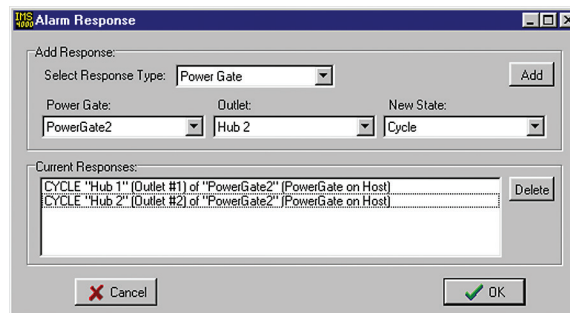 IMS 4000 Alarm Response
Add Response:
Select Response Type: Power Gate Add
Power Gate: Outlet: New State:
PowerGate2 Hub 2 Cycle
Current Responses:
CYCLE "Hub 1" (Outlet #1) of "PowerGate2" (PowerGate on Host)
CYCLE "Hub 2" (Outlet #2) of "PowerGate2" (PowerGate on Host)
Delete
Cancel OK